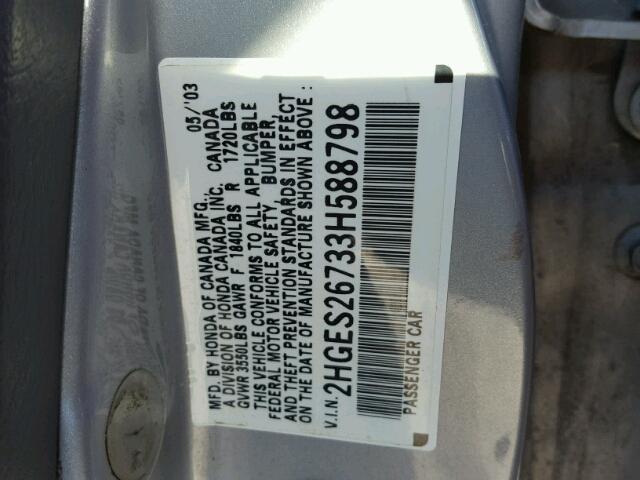 MFD. BY HONDA OF CANADA MFG., 05/'03
A DIVISION OF HONDA CANADA INC. CANADA
GVWR 3550LBS GAWR F 1840LBS R 1720LBS
THIS VEHICLE CONFORMS TO ALL APPLICABLE
FEDERAL MOTOR VEHICLE SAFETY, BUMPER,
AND THEFT PREVENTION STANDARDS IN EFFECT
ON THE DATE OF MANUFACTURE SHOWN ABOVE :
V.I.N. 2HGES26733H588798
PASSENGER CAR